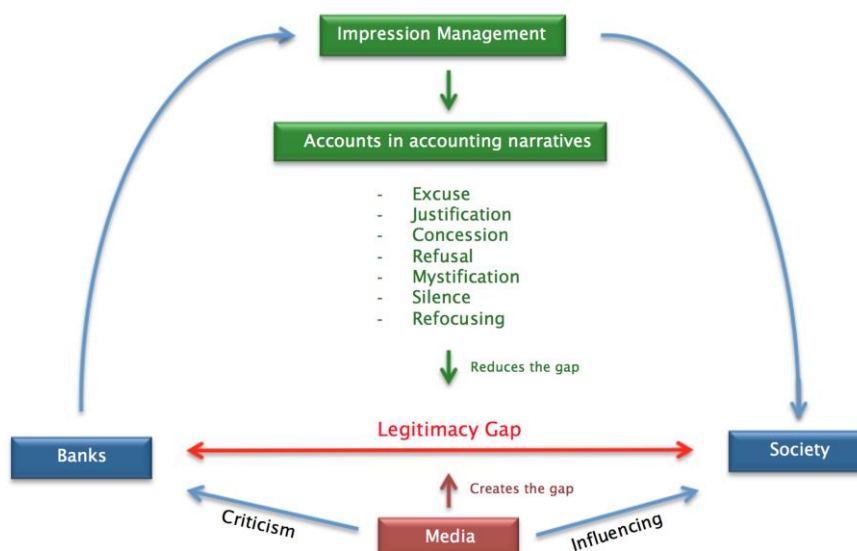 Impression Management
Accounts in accounting narratives
- Excuse
- Justification
- Concession
- Refusal
- Mystification
- Silence
- Refocusing
Reduces the gap
Legitimacy Gap
Banks
Society
Creates the gap
Criticism
Media
Influencing